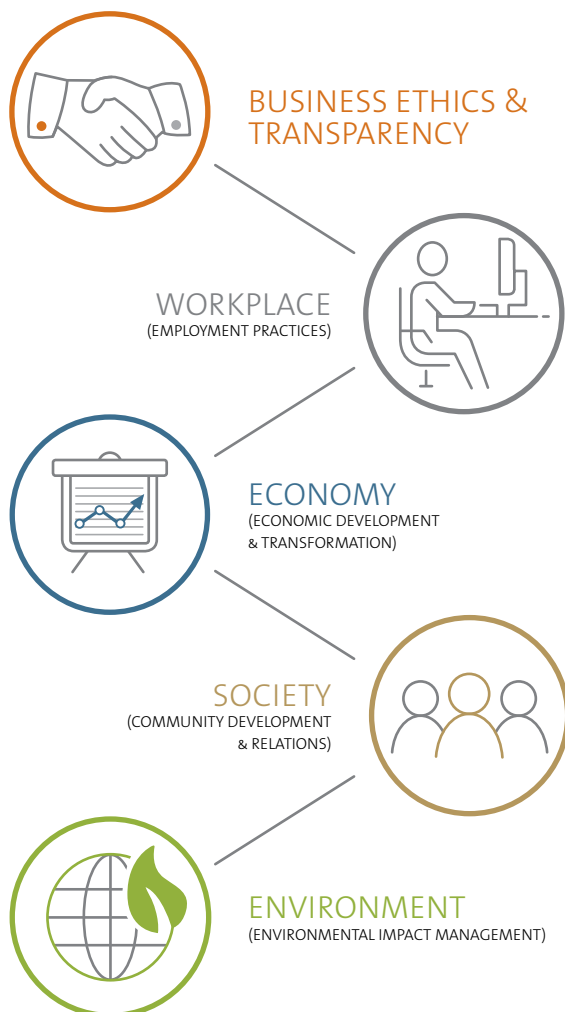 BUSINESS ETHICS &
TRANSPARENCY
WORKPLACE
(EMPLOYMENT PRACTICES)
ECONOMY
(ECONOMIC DEVELOPMENT
& TRANSFORMATION)
SOCIETY
(COMMUNITY DEVELOPMENT
& RELATIONS)
ENVIRONMENT
(ENVIRONMENTAL IMPACT MANAGEMENT)